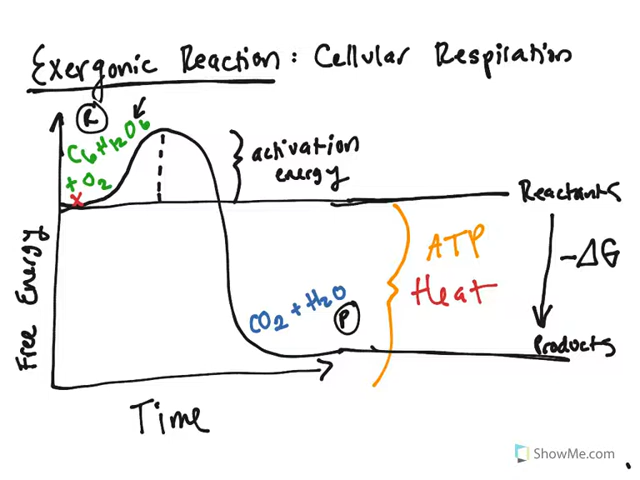 Exergonic Reaction: Cellular Respiration
R
C6H12O6
+ O2
activation
energy
Reactants
ATP
Heat
-ΔG
CO2 + H2O
P
Products
Free Energy
Time
ShowMe.com